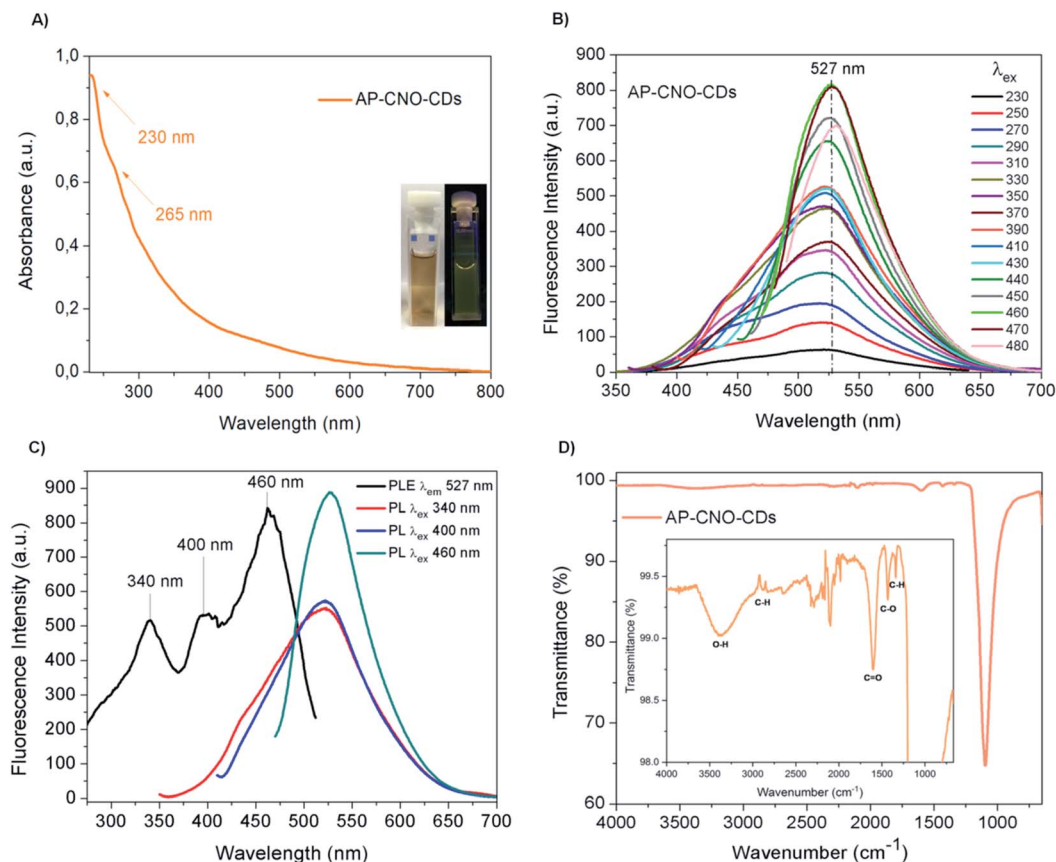 A)
1,0
0,8
0,6
0,4
0,2
0,0
Absorbance (a.u.)
AP-CNO-CDs
230 nm
265 nm
300 400 500 600 700 800
Wavelength (nm)
B)
900
800
700
600
500
400
300
200
100
0
Fluorescence Intensity (a.u.)
527 nm
AP-CNO-CDs
λex
230
250
270
290
310
330
350
370
390
410
430
440
450
460
470
480
350 400 450 500 550 600 650 700
Wavelength (nm)
C)
900
800
700
600
500
400
300
200
100
0
Fluorescence Intensity (a.u.)
340 nm
400 nm
460 nm
PLE λem 527 nm
PL λex 340 nm
PL λex 400 nm
PL λex 460 nm
300 350 400 450 500 550 600 650 700
Wavelength (nm)
D)
100
95
90
85
80
75
70
65
60
Transmittance (%)
AP-CNO-CDs
99.5
99.0
98.5
98.0
Transmittance (%)
O-H
C-H
C=O
C-O
C-H
4000 3500 3000 2500 2000 1500 1000
Wavenumber (cm⁻¹)
4000 3500 3000 2500 2000 1500 1000
Wavenumber (cm⁻¹)